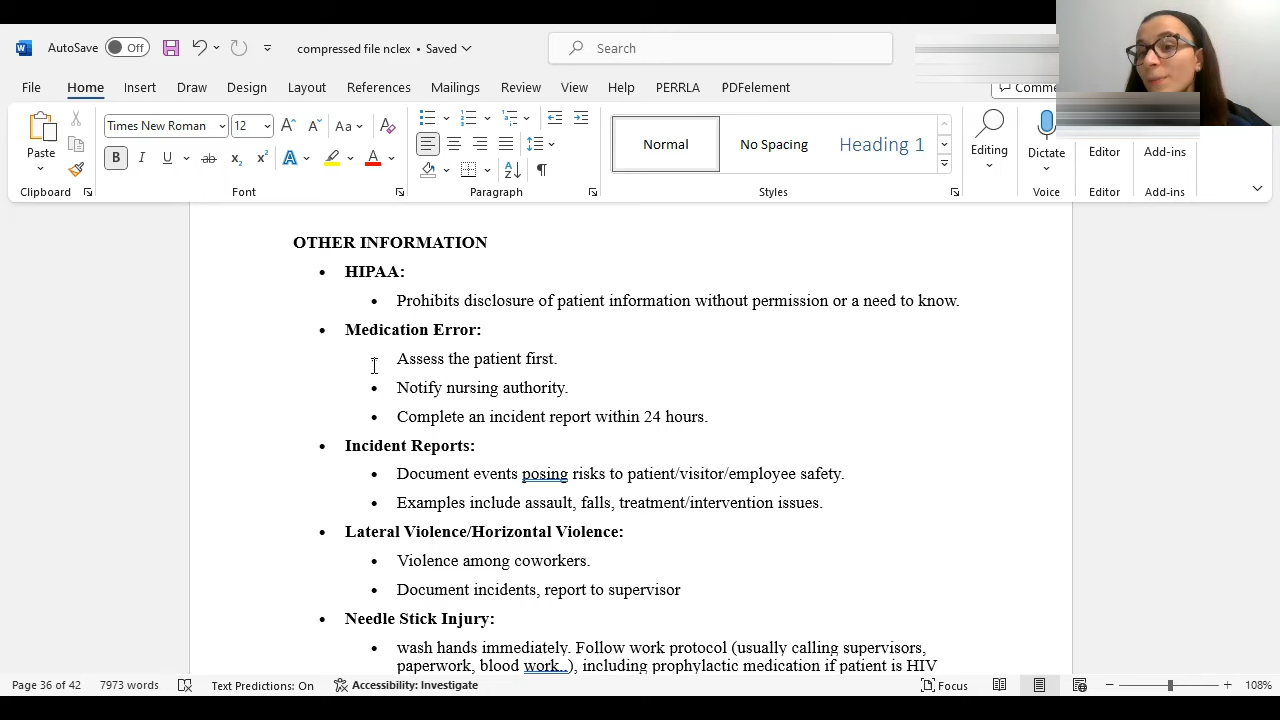 AutoSave Off compressed file nclex • Saved Search
File Home Insert Draw Design Layout References Mailings Review View Help PERRLA PDFelement Comme
Paste Times New Roman 12 Aa Normal No Spacing Heading 1 Editing Dictate Editor Add-ins
Clipboard Font Paragraph Styles Voice Editor Add-ins
OTHER INFORMATION
• HIPAA:
• Prohibits disclosure of patient information without permission or a need to know.
• Medication Error:
Assess the patient first.
• Notify nursing authority.
• Complete an incident report within 24 hours.
• Incident Reports:
• Document events posing risks to patient/visitor/employee safety.
• Examples include assault, falls, treatment/intervention issues.
• Lateral Violence/Horizontal Violence:
• Violence among coworkers.
• Document incidents, report to supervisor
• Needle Stick Injury:
• wash hands immediately. Follow work protocol (usually calling supervisors,
paperwork, blood work..), including prophylactic medication if patient is HIV
Page 36 of 42 7973 words Text Predictions: On Accessibility: Investigate Focus 108%